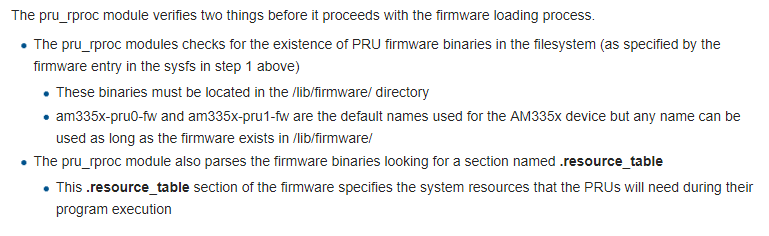 The pru_rproc module verifies two things before it proceeds with the firmware loading process.
The pru_rproc modules checks for the existence of PRU firmware binaries in the filesystem (as specified by the
firmware entry in the sysfs in step 1 above)
These binaries must be located in the /lib/firmware/ directory
am335x-pru0-fw and am335x-pru1-fw are the default names used for the AM335x device but any name can be
used as long as the firmware exists in /lib/firmware/
The pru_rproc module also parses the firmware binaries looking for a section named .resource_table
This .resource_table section of the firmware specifies the system resources that the PRUs will need during their
program execution